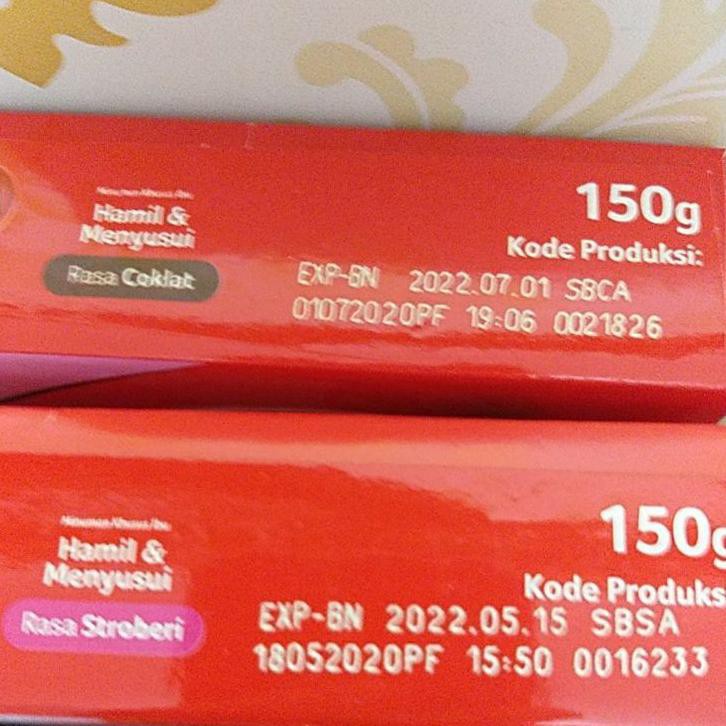 150g
Hamil &
Menyusui
Kode Produksi:
Rasa Coklat
EXP-BN 2022.07.01 SBCA
01072020PF 19:06 0021826
150g
Hamil &
Menyusui
Kode Produks
Rasa Stroberi
EXP-BN 2022.05.15 SBSA
18052020PF 15:50 0016233